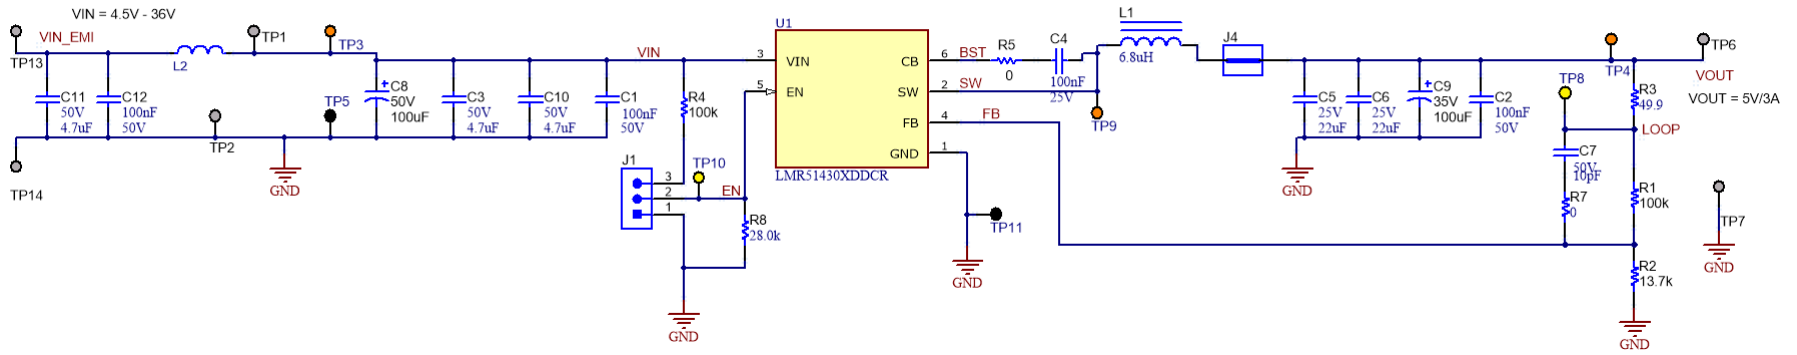 VIN = 4.5V - 36V
VIN_EMI
TP13
L2
TP1
TP3
VIN
C11
50V
4.7uF
C12
100nF
50V
TP2
TP5
GND
TP14
C8
50V
100uF
C3
50V
4.7uF
C10
50V
4.7uF
C1
100nF
50V
R4
100k
J1
3
2
1
TP10
EN
R8
28.0k
GND
U1
3
VIN
5
EN
CB
6
SW
2
FB
4
GND
1
LMR51430XDDCR
BST
SW
FB
R5
0
C4
100nF
25V
TP9
TP11
GND
L1
6.8uH
J4
C5
25V
22uF
C6
25V
22uF
C9
35V
100uF
C2
100nF
50V
GND
TP8
TP4
TP6
VOUT
VOUT = 5V/3A
R3
49.9
LOOP
C7
50V
10pF
R7
0
R1
100k
R2
13.7k
GND
TP7
GND